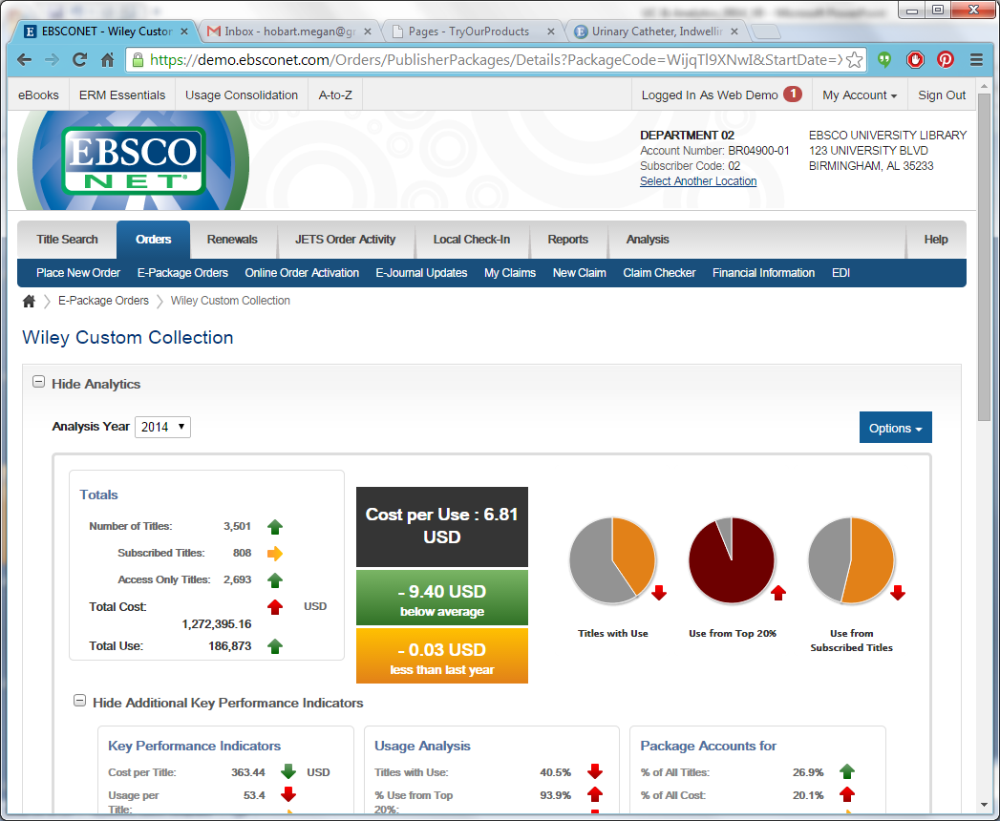 EBSCONET - Wiley Custor
Inbox - hobart.megan@gr
Pages - TryOurProducts
Urinary Catheter, Indwellin
https://demo.ebsconet.com/Orders/PublisherPackages/Details?PackageCode=WijqTl9XNwI&StartDate=X
eBooks
ERM Essentials
Usage Consolidation
A-to-Z
Logged In As Web Demo 1
My Account
Sign Out
EBSCO
NET®
DEPARTMENT 02
Account Number: BR04900-01
Subscriber Code: 02
Select Another Location
EBSCO UNIVERSITY LIBRARY
123 UNIVERSITY BLVD
BIRMINGHAM, AL 35233
Title Search
Orders
Renewals
JETS Order Activity
Local Check-In
Reports
Analysis
Help
Place New Order
E-Package Orders
Online Order Activation
E-Journal Updates
My Claims
New Claim
Claim Checker
Financial Information
EDI
E-Package Orders
Wiley Custom Collection
Wiley Custom Collection
Hide Analytics
Analysis Year 2014
Options
Totals
Number of Titles: 3,501
Subscribed Titles: 808
Access Only Titles: 2,693
Total Cost: USD
1,272,395.16
Total Use: 186,873
Cost per Use : 6.81
USD
- 9.40 USD
below average
- 0.03 USD
less than last year
Titles with Use
Use from Top 20%
Use from
Subscribed Titles
Hide Additional Key Performance Indicators
Key Performance Indicators
Cost per Title: 363.44 USD
Usage per 53.4
Title:
Usage Analysis
Titles with Use: 40.5%
% Use from Top 93.9%
20%:
Package Accounts for
% of All Titles: 26.9%
% of All Cost: 20.1%